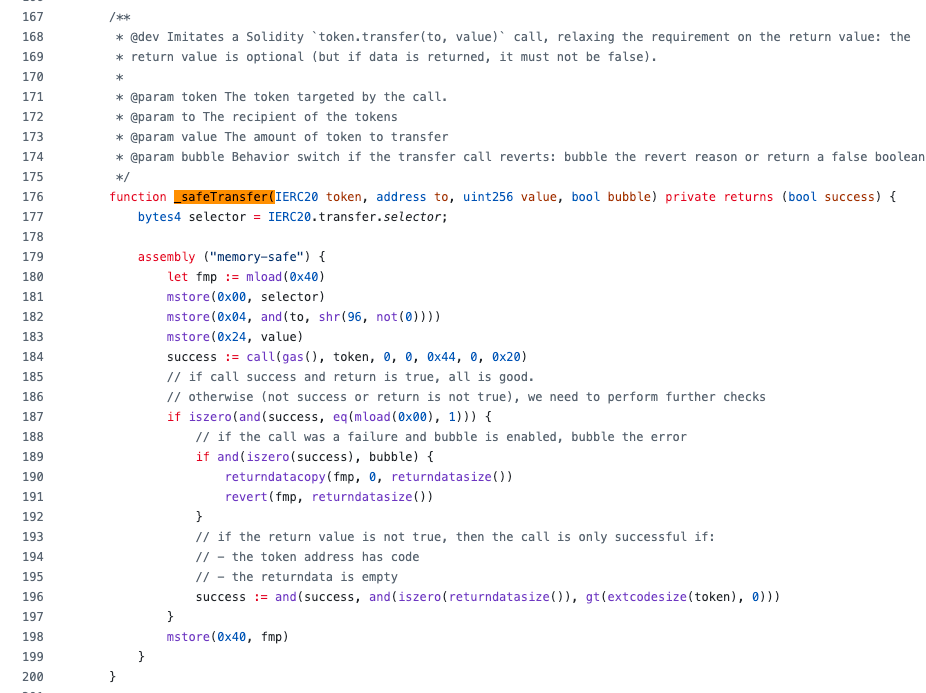 167 /**
168 * @dev Imitates a Solidity `token.transfer(to, value)` call, relaxing the requirement on the return value: the
169 * return value is optional (but if data is returned, it must not be false).
170 *
171 * @param token The token targeted by the call.
172 * @param to The recipient of the tokens
173 * @param value The amount of token to transfer
174 * @param bubble Behavior switch if the transfer call reverts: bubble the revert reason or return a false boolean
175 */
176 function _safeTransfer(IERC20 token, address to, uint256 value, bool bubble) private returns (bool success) {
177 bytes4 selector = IERC20.transfer.selector;
178
179 assembly ("memory-safe") {
180 let fmp := mload(0x40)
181 mstore(0x00, selector)
182 mstore(0x04, and(to, shr(96, not(0))))
183 mstore(0x24, value)
184 success := call(gas(), token, 0, 0, 0x44, 0, 0x20)
185 // if call success and return is true, all is good.
186 // otherwise (not success or return is not true), we need to perform further checks
187 if iszero(and(success, eq(mload(0x00), 1))) {
188 // if the call was a failure and bubble is enabled, bubble the error
189 if and(iszero(success), bubble) {
190 returndatacopy(fmp, 0, returndatasize())
191 revert(fmp, returndatasize())
192 }
193 // if the return value is not true, then the call is only successful if:
194 // - the token address has code
195 // - the returndata is empty
196 success := and(success, and(iszero(returndatasize()), gt(extcodesize(token), 0)))
197 }
198 mstore(0x40, fmp)
199 }
200 }